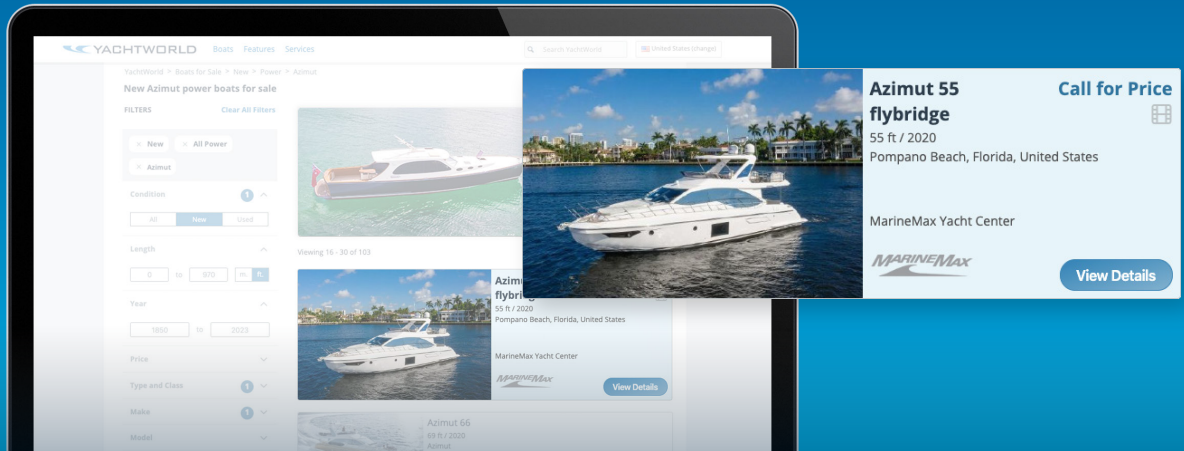 YACHTWORLD Boats Features Services Search YachtWorld United States (change)
YachtWorld > Boats for Sale > New > Power > Azimut
New Azimut power boats for sale
FILTERS Clear All Filters
× New × All Power
× Azimut
Condition 1
All New Used
Length
0 to 970 m. ft.
Year
1850 to 2023
Price
Type and Class 1
Make 1
Model
Viewing 16 - 30 of 103
Azimut 55 Call for Price
flybridge
55 ft / 2020
Pompano Beach, Florida, United States
MarineMax Yacht Center
MARINEMAX
View Details
55 ft / 2020
Pompano Beach, Florida, United States
MarineMax Yacht Center
MARINEMAX
View Details
Azimut 66
69 ft / 2020
Azimut